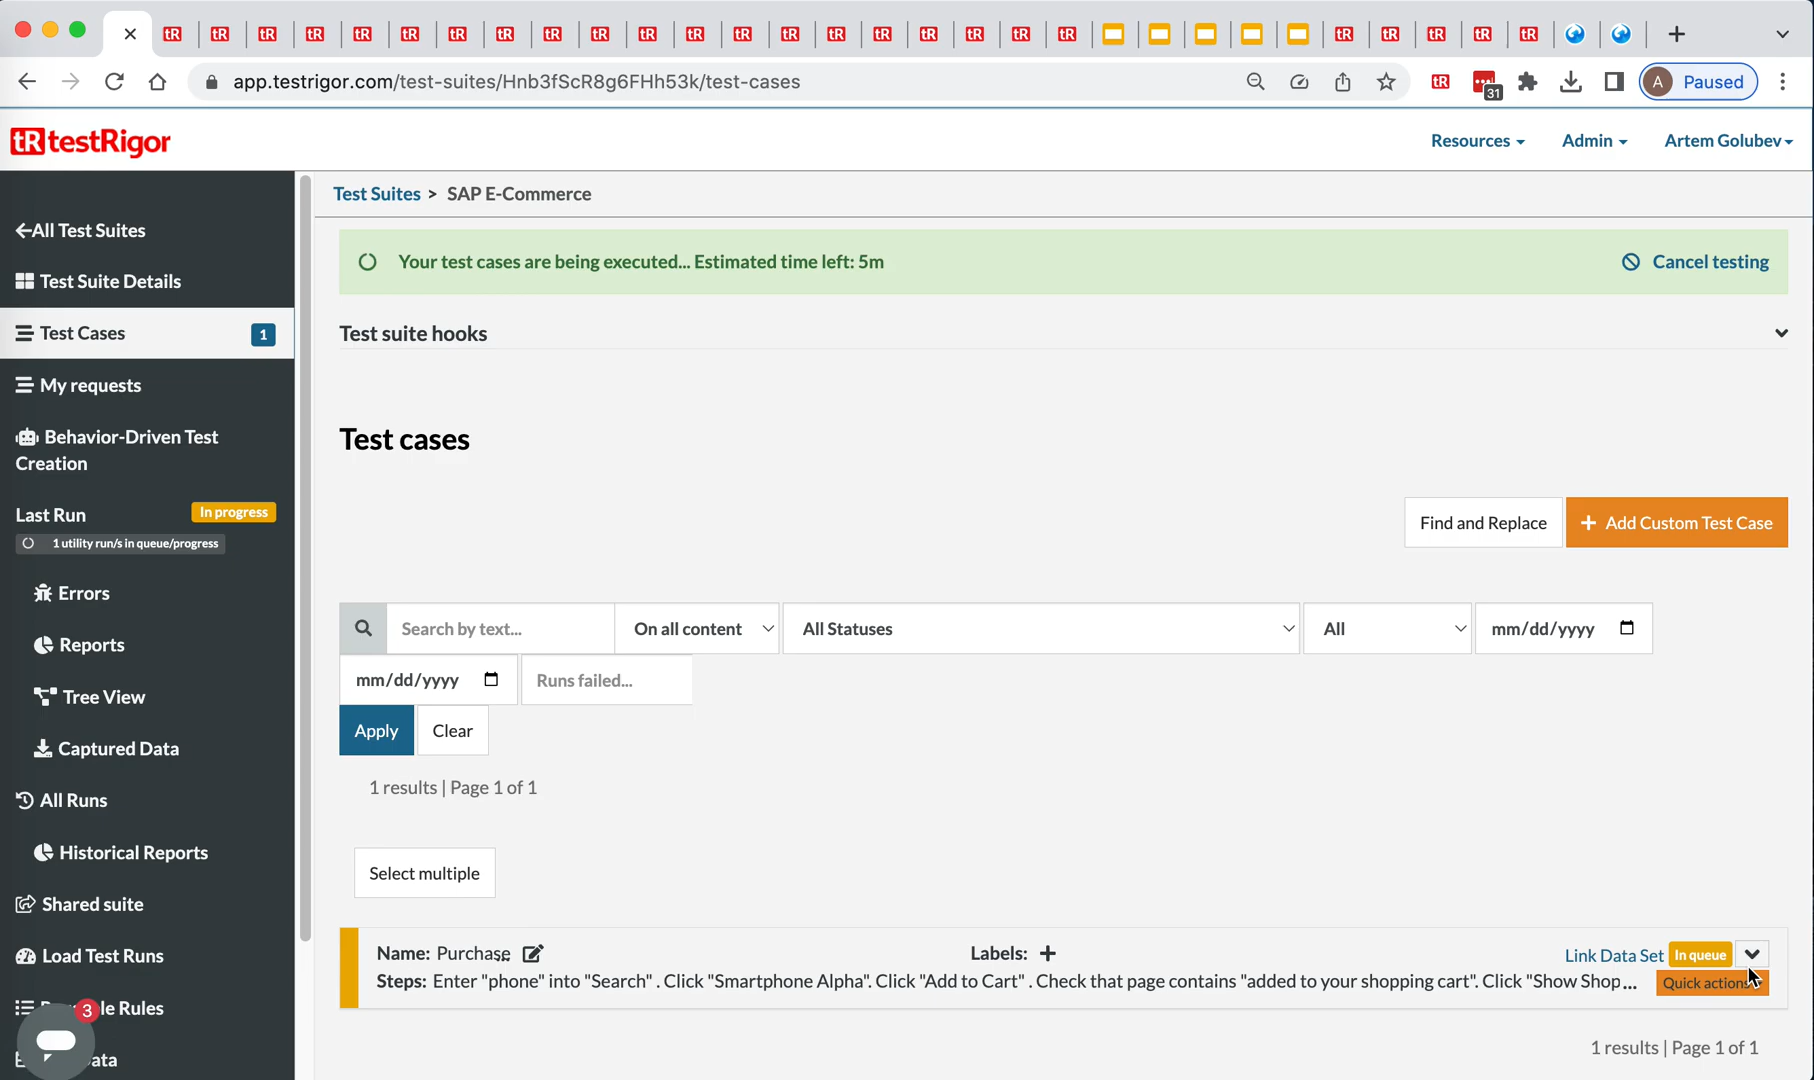 app.testrigor.com/test-suites/Hnb3fScR8g6FHh53k/test-cases
31
A Paused
tR testRigor
Resources
Admin
Artem Golubev
Test Suites > SAP E-Commerce
All Test Suites
Test Suite Details
Test Cases 1
My requests
Behavior-Driven Test
Creation
Last Run In progress
1 utility run/s in queue/progress
Errors
Reports
Tree View
Captured Data
All Runs
Historical Reports
Shared suite
Load Test Runs
le Rules
3
ata
Your test cases are being executed... Estimated time left: 5m
Cancel testing
Test suite hooks
Test cases
Find and Replace
+ Add Custom Test Case
Search by text...
On all content
All Statuses
All
mm/dd/yyyy
mm/dd/yyyy
Runs failed...
Apply
Clear
1 results | Page 1 of 1
Select multiple
Name: Purchase
Labels: +
Link Data Set In queue
Steps: Enter "phone" into "Search" . Click "Smartphone Alpha". Click "Add to Cart" . Check that page contains "added to your shopping cart". Click "Show Shop ...
Quick actions
1 results | Page 1 of 1